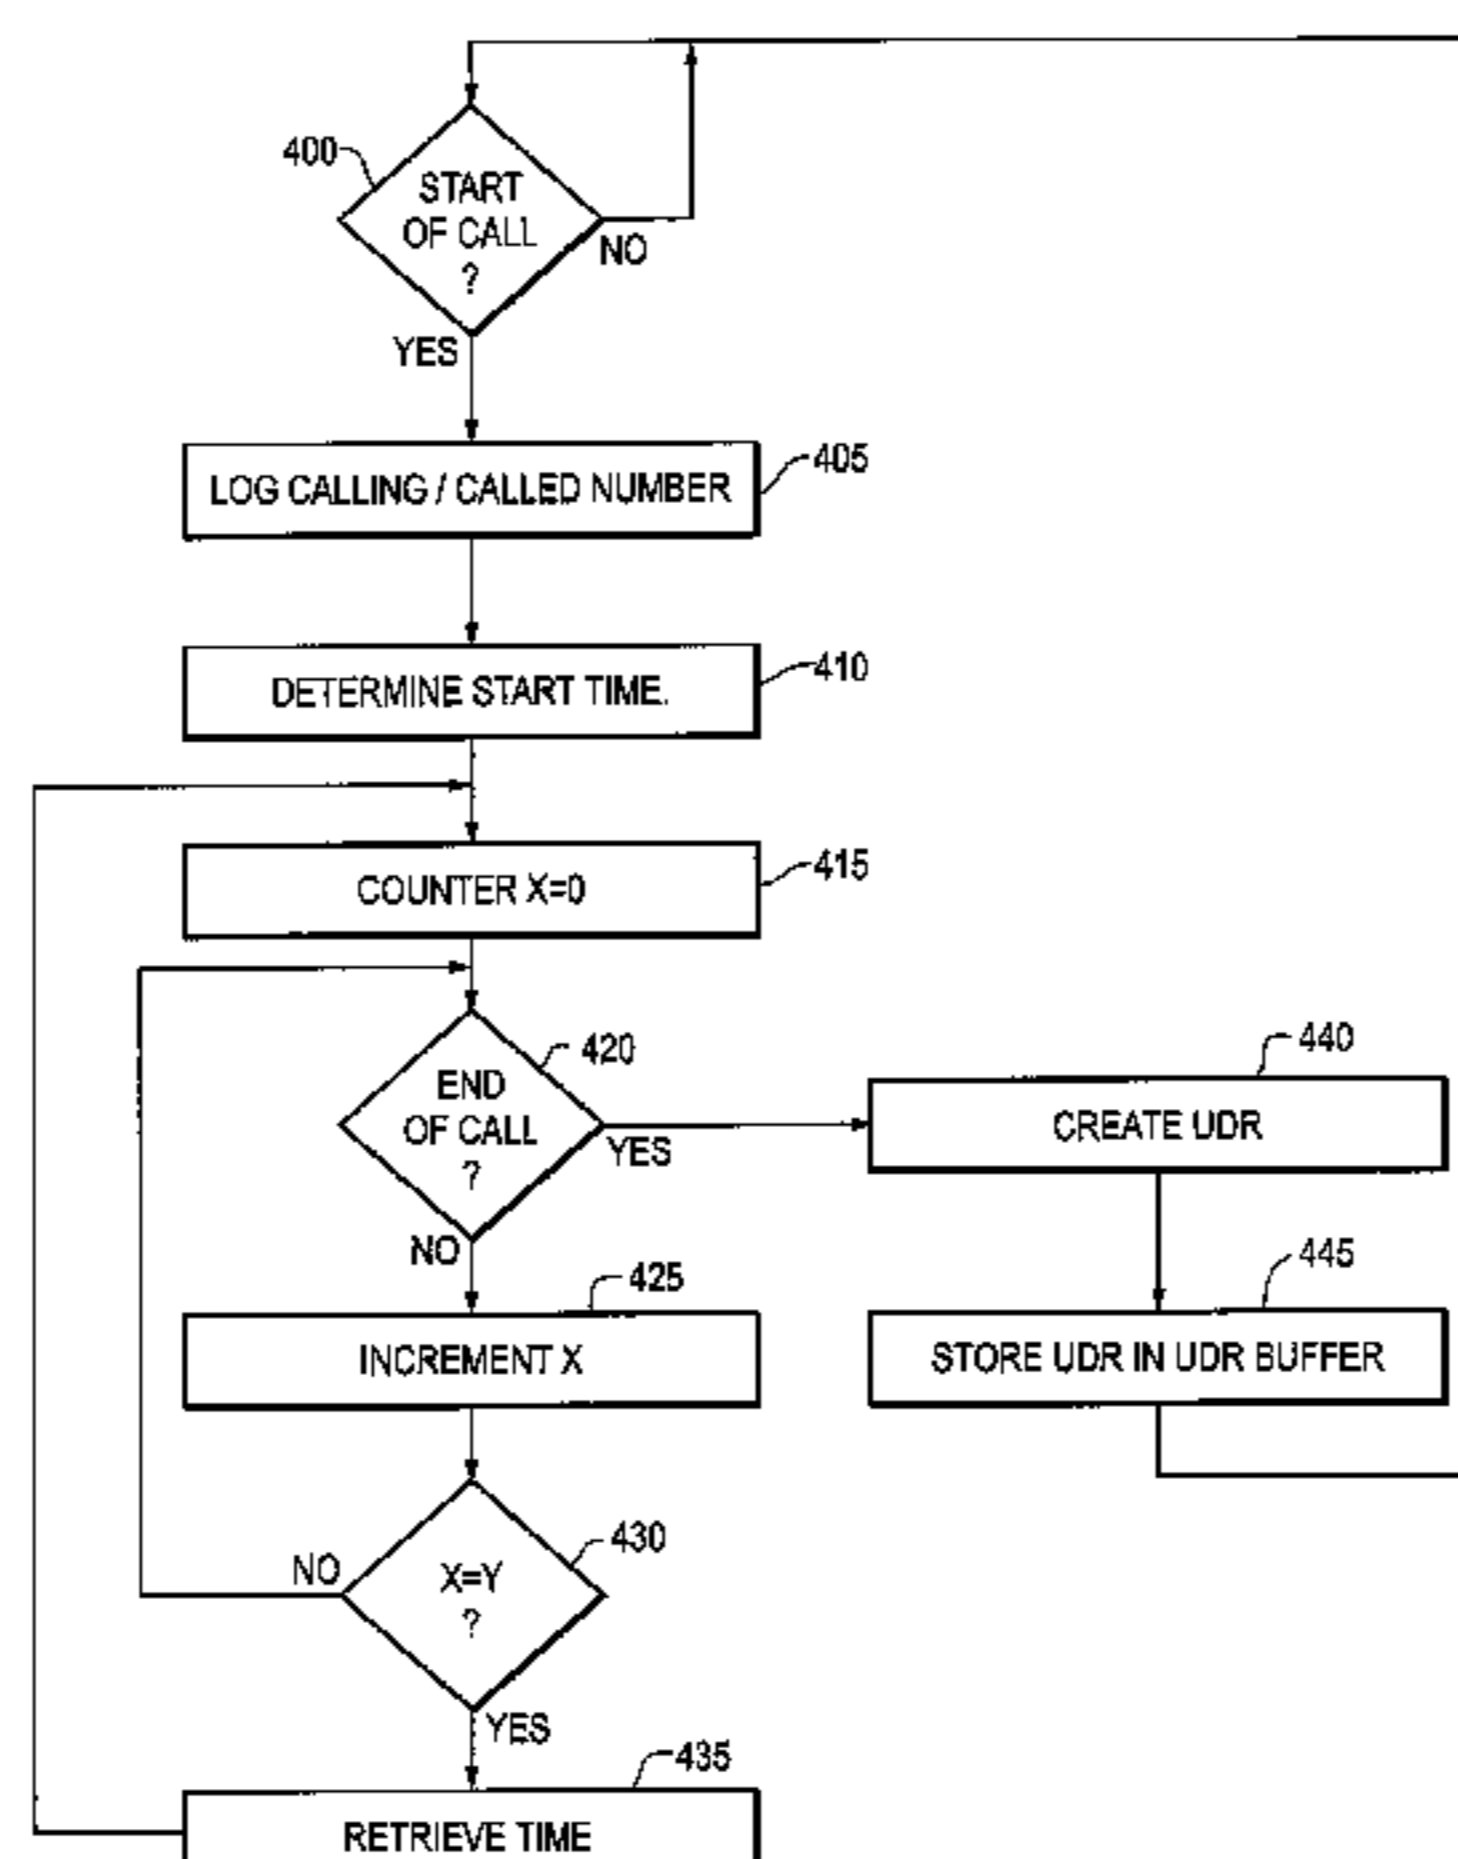 400
START
OF CALL
?
NO
YES
LOG CALLING / CALLED NUMBER
405
DETERMINE START TIME.
410
COUNTER X=0
415
END
OF CALL
?
420
YES
NO
CREATE UDR
440
INCREMENT X
425
STORE UDR IN UDR BUFFER
445
X=Y
?
430
NO
YES
RETRIEVE TIME
435